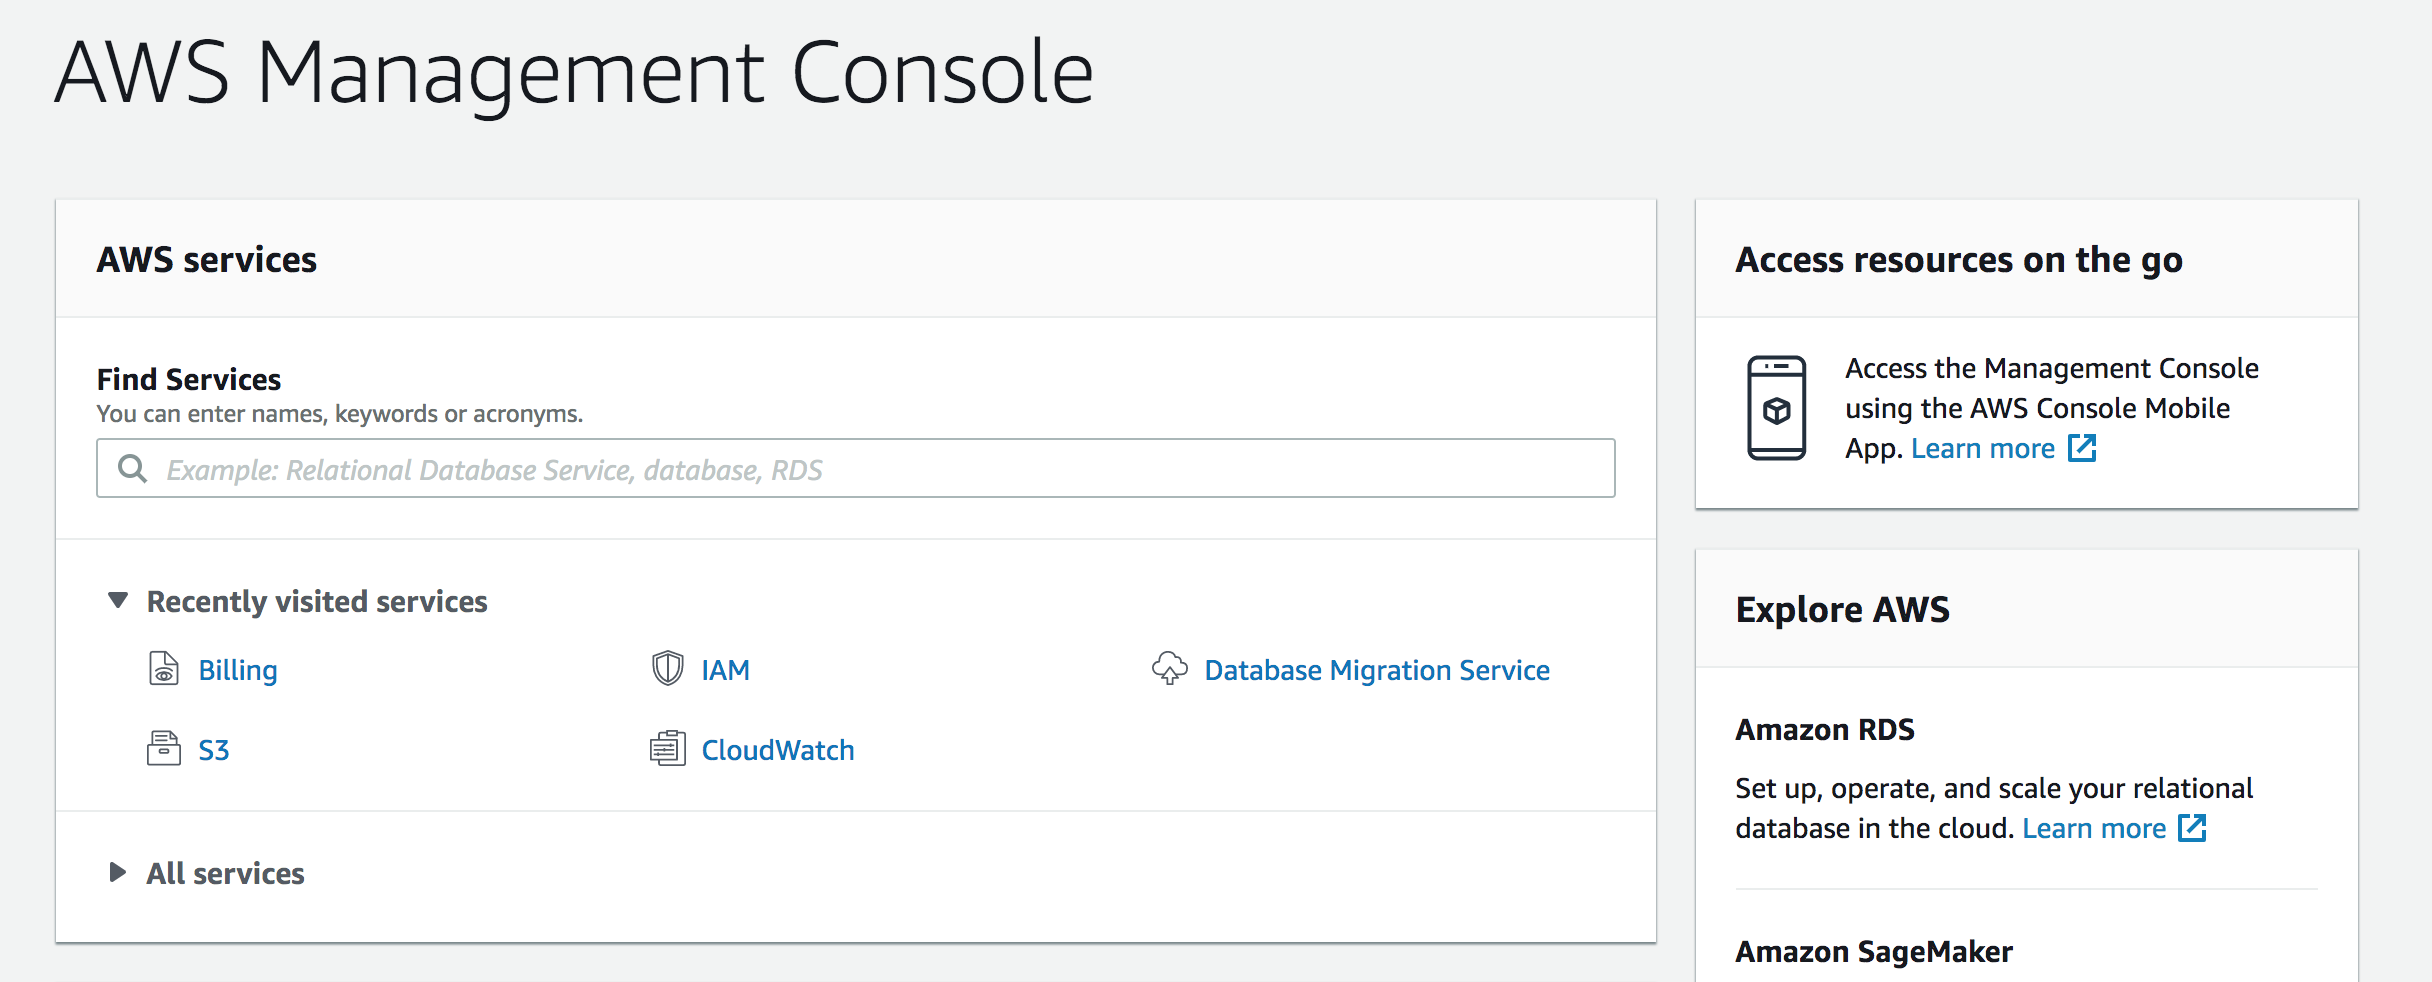 AWS Management Console
AWS services
Find Services
You can enter names, keywords or acronyms.
Example: Relational Database Service, database, RDS
Recently visited services
Billing
IAM
Database Migration Service
S3
CloudWatch
All services
Access resources on the go
Access the Management Console
using the AWS Console Mobile
App. Learn more
Explore AWS
Amazon RDS
Set up, operate, and scale your relational
database in the cloud. Learn more
Amazon SageMaker